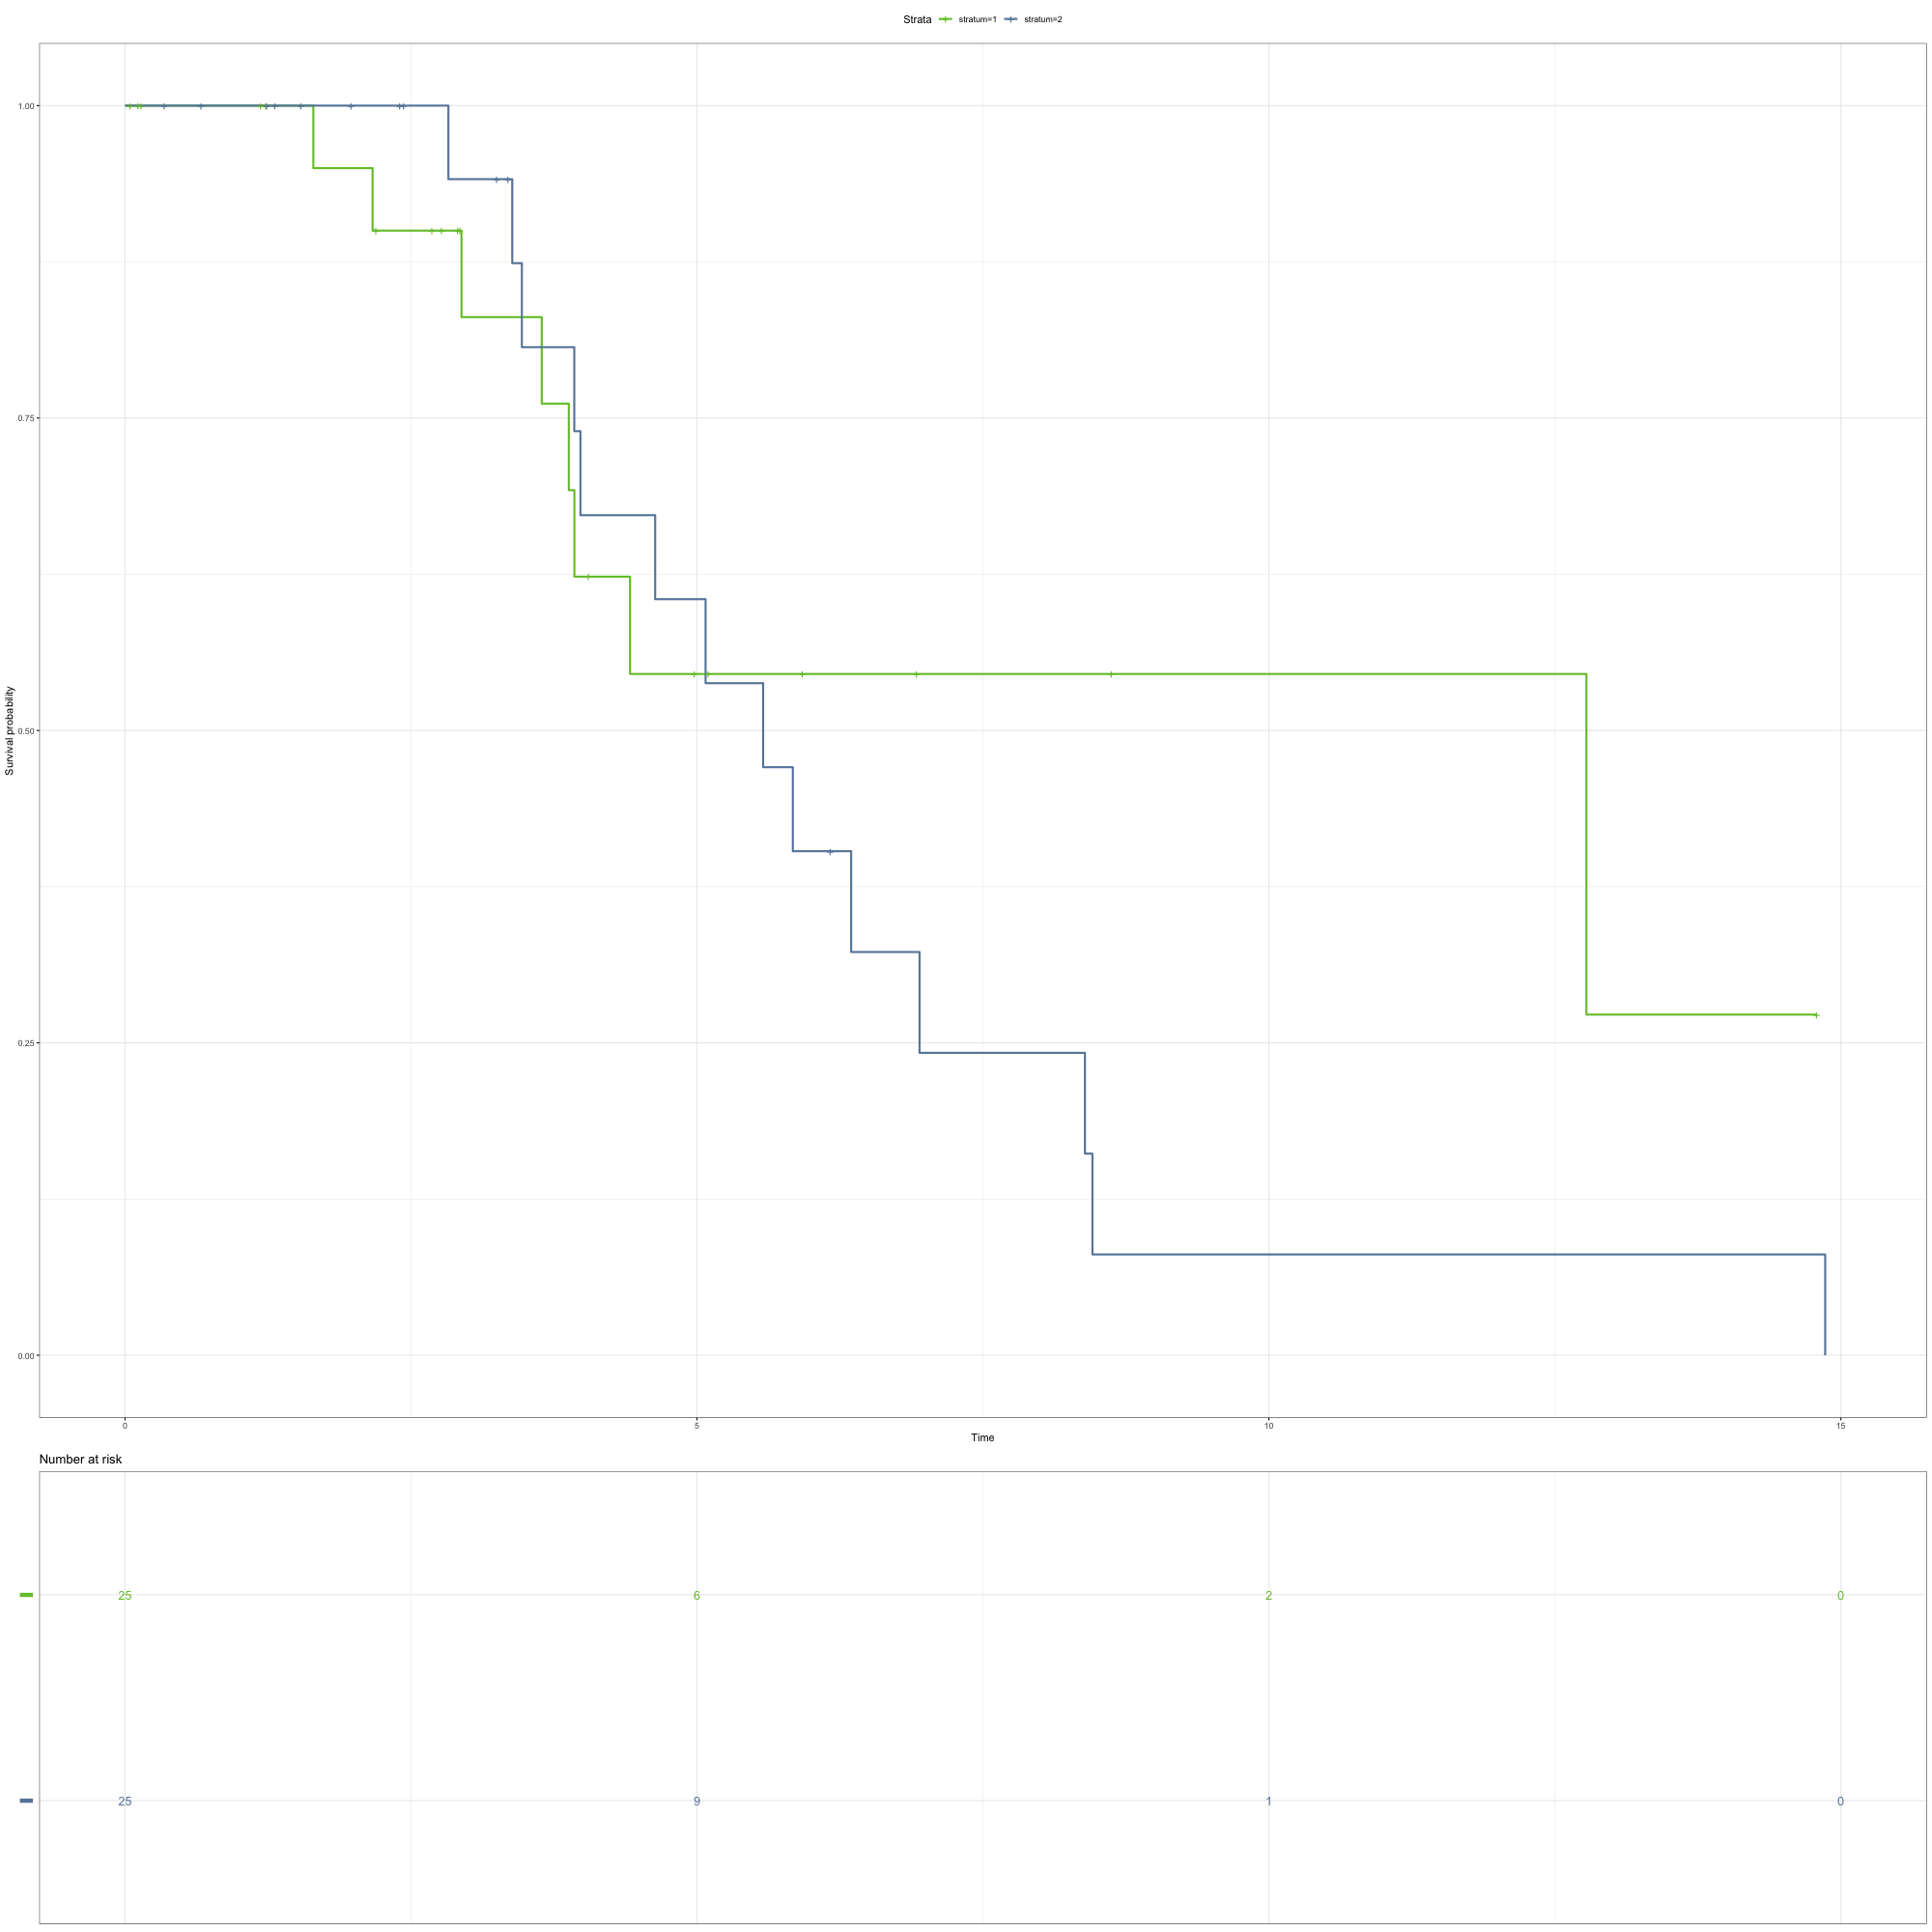 Strata stratum=1 stratum=2
1.00
0.75
0.50
0.25
0.00
Survival probability
0 5 10 15
Time
Number at risk
25 6 2 0
25 9 1 0